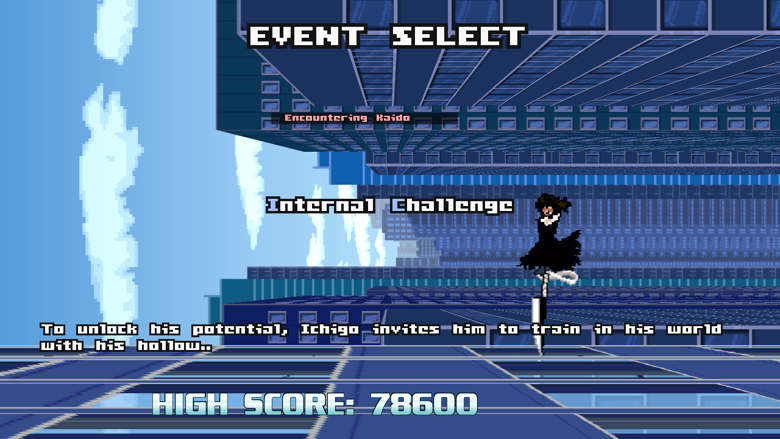 EVENT SELECT
Encountering Kaido
Internal Challenge
To unlock his potential, Ichigo invites him to train in his world
with his hollow..
HIGH SCORE: 78600